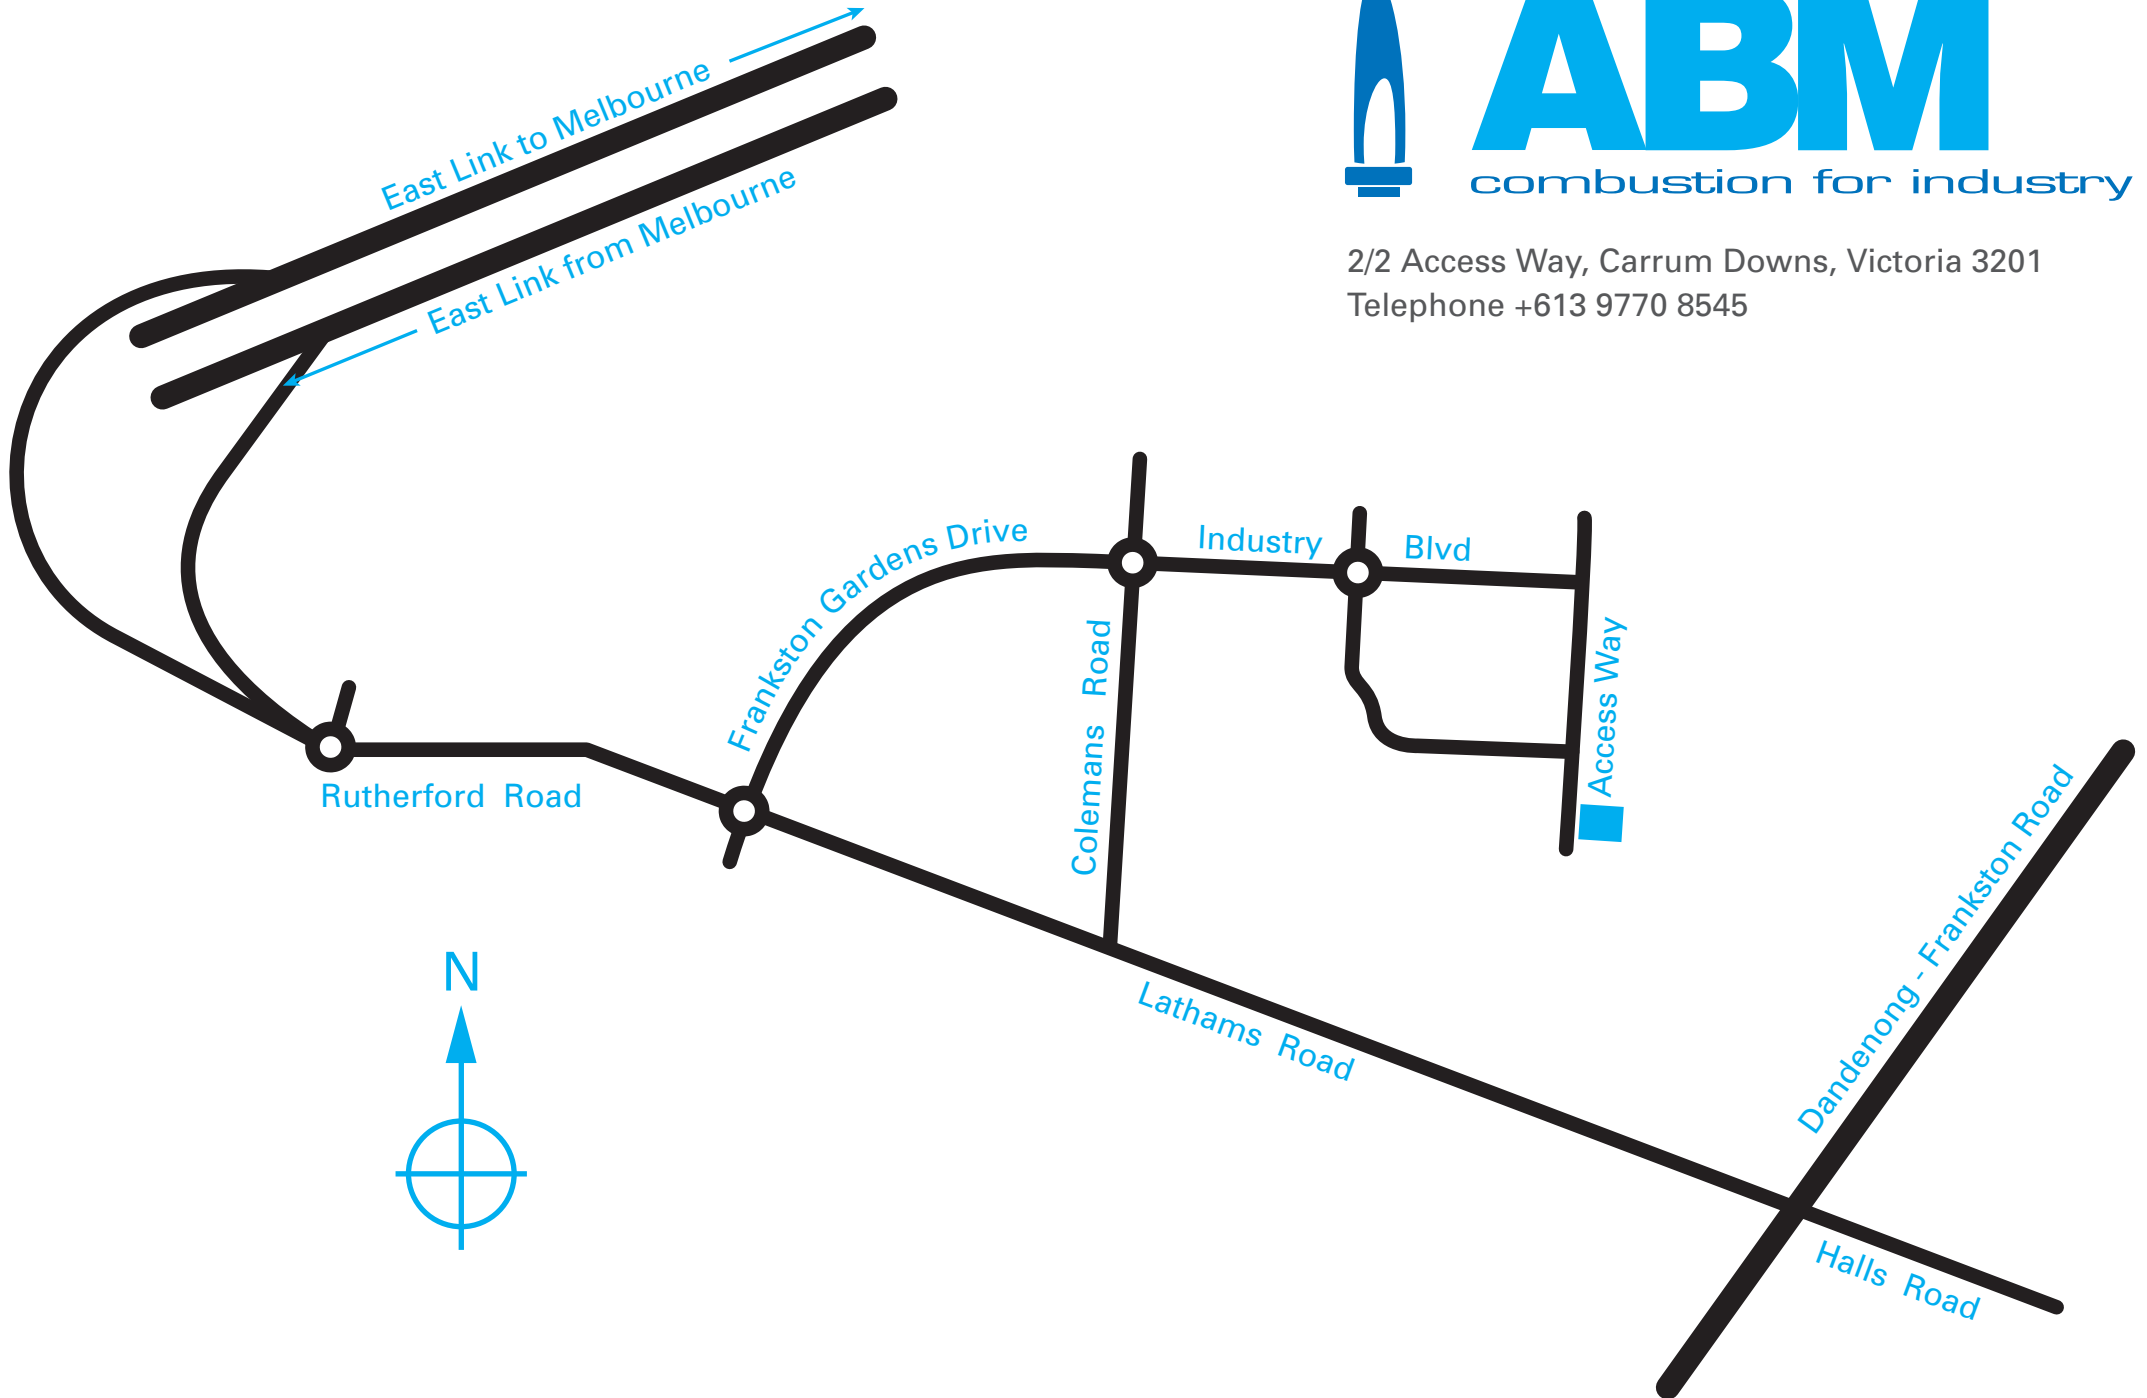 ABM
combustion for industry
2/2 Access Way, Carrum Downs, Victoria 3201
Telephone +613 9770 8545
East Link to Melbourne
East Link from Melbourne
Frankston Gardens Drive
Industry Blvd
Colemans Road
Access Way
Rutherford Road
Dandenong - Frankston Road
N
Lathams Road
Halls Road